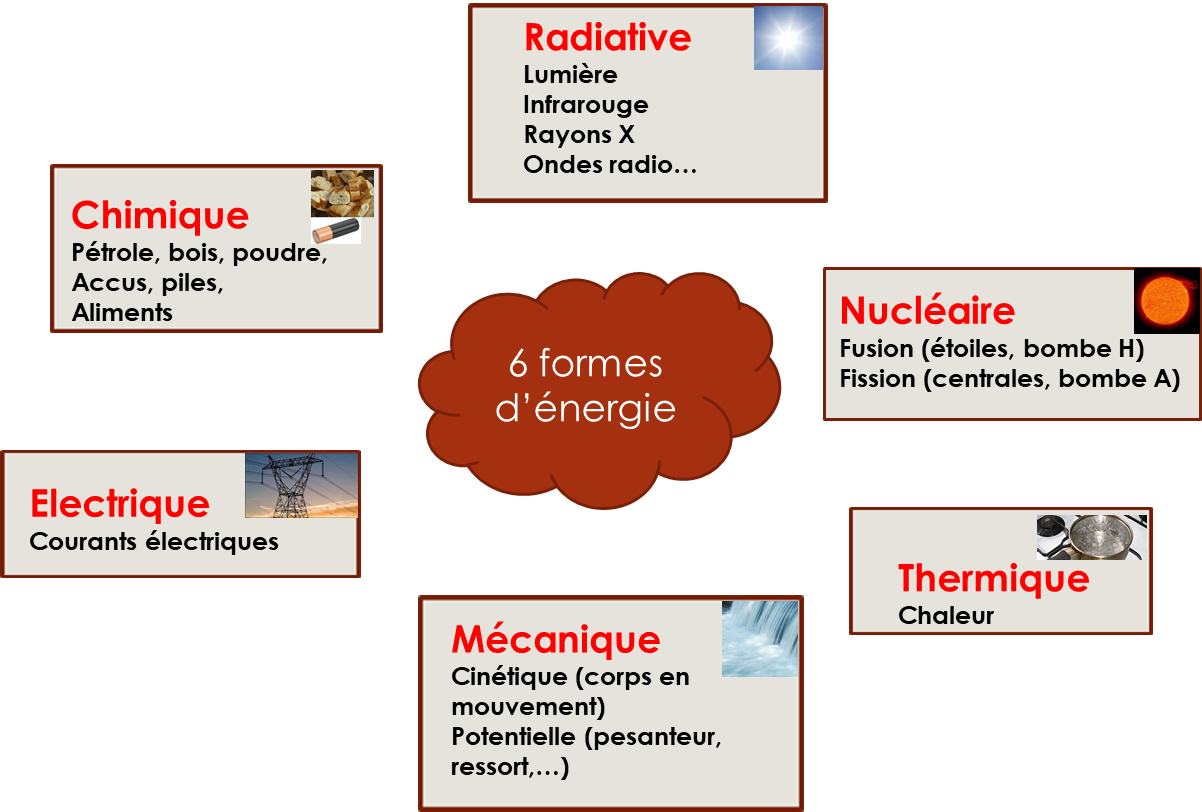 Radiative
Lumière
Infrarouge
Rayons X
Ondes radio…
Chimique
Pétrole, bois, poudre,
Accus, piles,
Aliments
Nucléaire
Fusion (étoiles, bombe H)
Fission (centrales, bombe A)
6 formes
d’énergie
Electrique
Courants électriques
Thermique
Chaleur
Mécanique
Cinétique (corps en
mouvement)
Potentielle (pesanteur,
ressort,…)